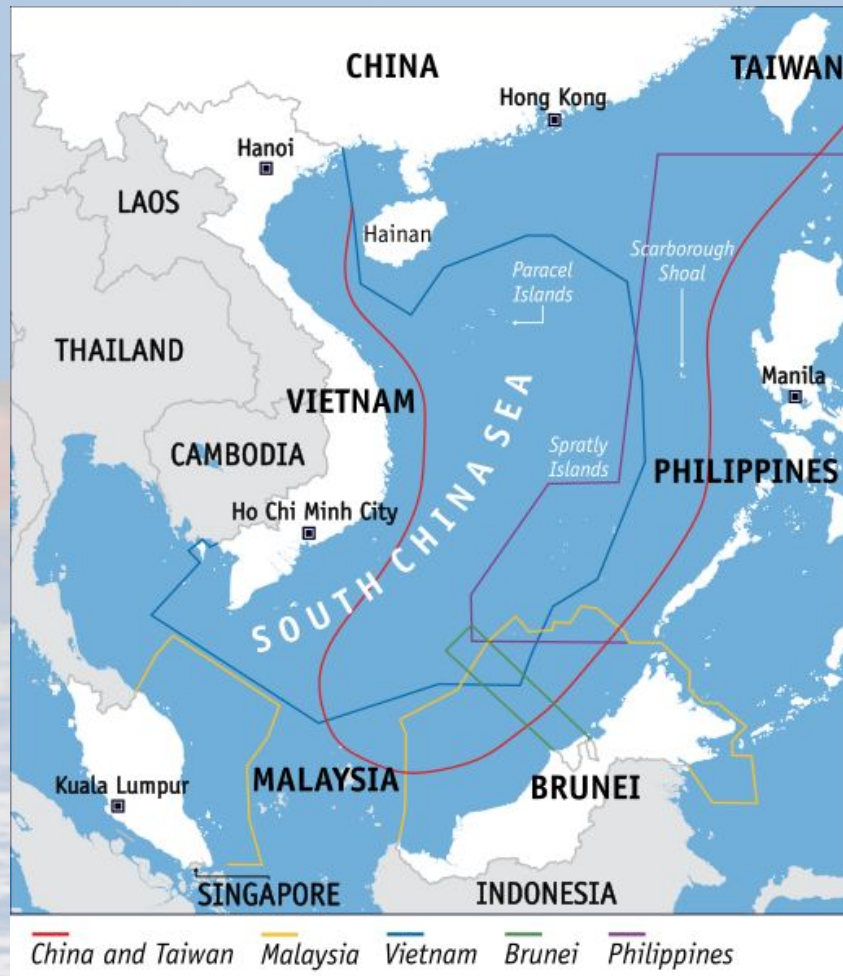 CHINA
TAIWAN
Hong Kong
Hanoi
LAOS
Hainan
Paracel
Islands
Scarborough
Shoal
THAILAND
VIETNAM
Manila
CAMBODIA
Spratly
Islands
PHILIPPINES
Ho Chi Minh City
SOUTH CHINA SEA
Kuala Lumpur
MALAYSIA
BRUNEI
SINGAPORE
INDONESIA
China and Taiwan Malaysia Vietnam Brunei Philippines